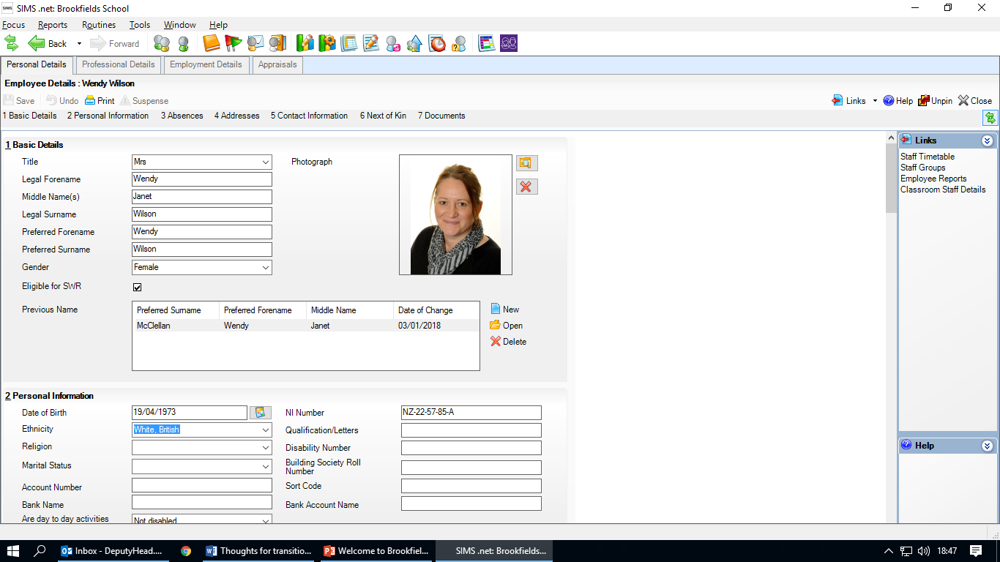 SIMS .net: Brookfields School
Focus Reports Routines Tools Window Help
Back Forward
Personal Details Professional Details Employment Details Appraisals
Employee Details : Wendy Wilson
Save Undo Print Suspense Links Help Unpin Close
1 Basic Details 2 Personal Information 3 Absences 4 Addresses 5 Contact Information 6 Next of Kin 7 Documents
1 Basic Details
Title Mrs Photograph
Legal Forename Wendy
Middle Name(s) Janet
Legal Surname Wilson
Preferred Forename Wendy
Preferred Surname Wilson
Gender Female
Eligible for SWR
Previous Name
Preferred Surname Preferred Forename Middle Name Date of Change
McClellan Wendy Janet 03/01/2018
New
Open
Delete
2 Personal Information
Date of Birth 19/04/1973 NI Number NZ-22-57-85-A
Ethnicity White, British Qualification/Letters
Religion Disability Number
Marital Status Building Society Roll
Number
Account Number Sort Code
Bank Name Bank Account Name
Are day to day activities Not disabled
Links
Staff Timetable
Staff Groups
Employee Reports
Classroom Staff Details
Help
Inbox - DeputyHead.... Thoughts for transitio... Welcome to Brookfiel... SIMS .net: Brookfields... 18:47